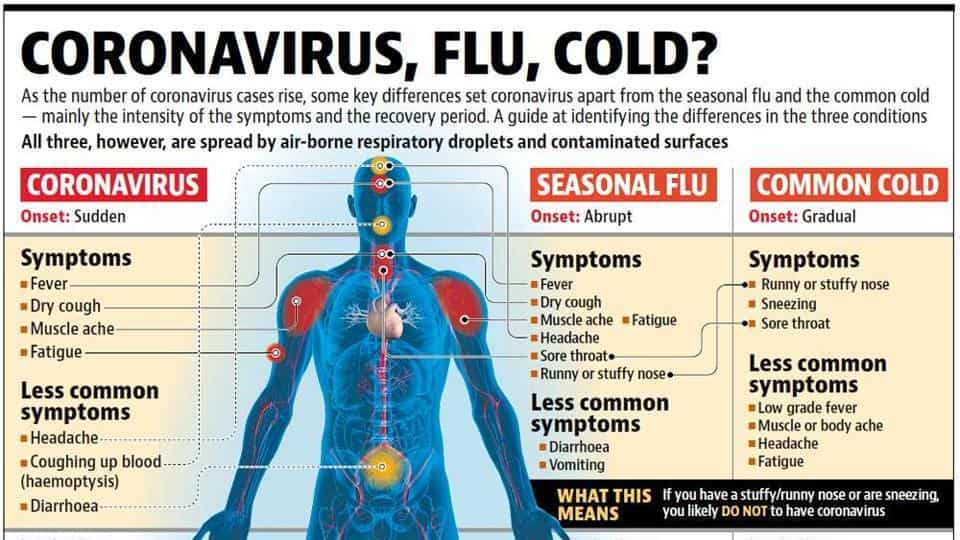 CORONAVIRUS, FLU, COLD?
As the number of coronavirus cases rise, some key differences set coronavirus apart from the seasonal flu and the common cold
— mainly the intensity of the symptoms and the recovery period. A guide at identifying the differences in the three conditions
All three, however, are spread by air-borne respiratory droplets and contaminated surfaces
CORONAVIRUS
Onset: Sudden
Symptoms
Fever
Dry cough
Muscle ache
Fatigue
Less common
symptoms
Headache
Coughing up blood
(haemoptysis)
Diarrhoea
SEASONAL FLU
Onset: Abrupt
Symptoms
Fever
Dry cough
Muscle ache Fatigue
Headache
Sore throat
Runny or stuffy nose
Less common
symptoms
Diarrhoea
Vomiting
COMMON COLD
Onset: Gradual
Symptoms
Runny or stuffy nose
Sneezing
Sore throat
Less common
symptoms
Low grade fever
Muscle or body ache
Headache
Fatigue
WHAT THIS
MEANS
If you have a stuffy/runny nose or are sneezing,
you likely DO NOT to have coronavirus